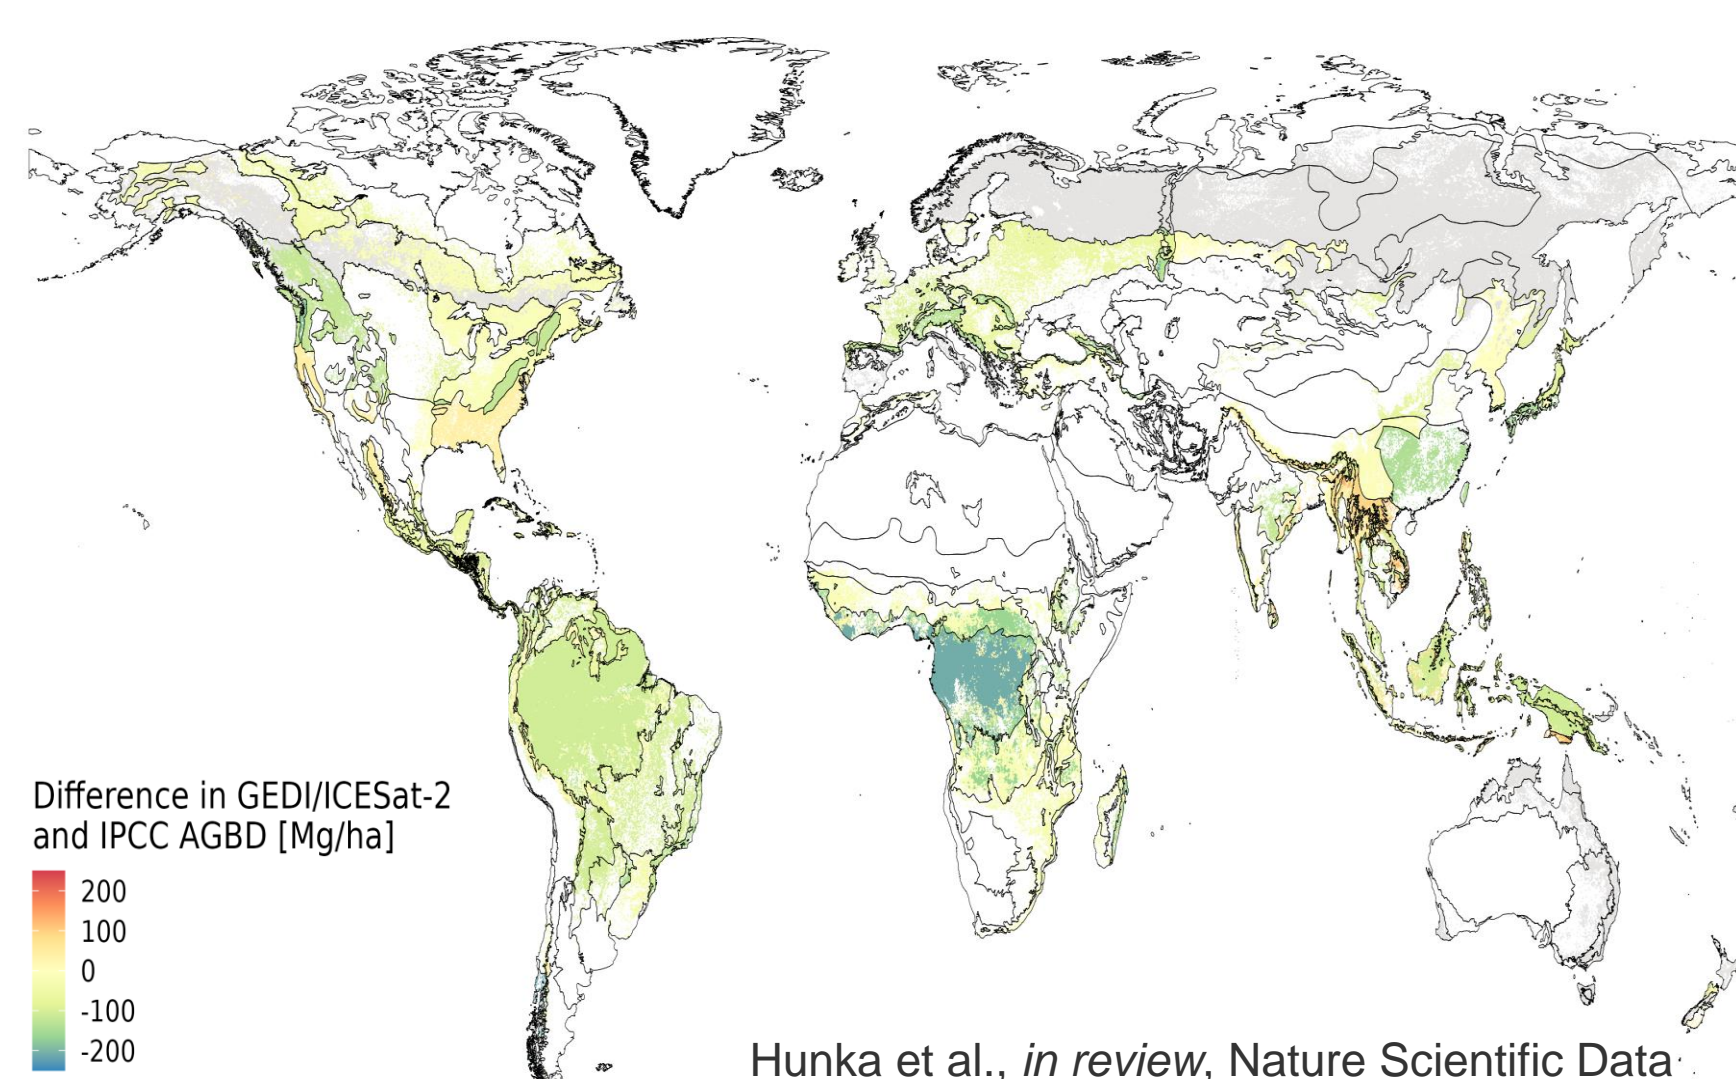 Difference in GEDI/ICESat-2
and IPCC AGBD [Mg/ha]
200
100
0
-100
-200
Hunka et al., in review, Nature Scientific Data